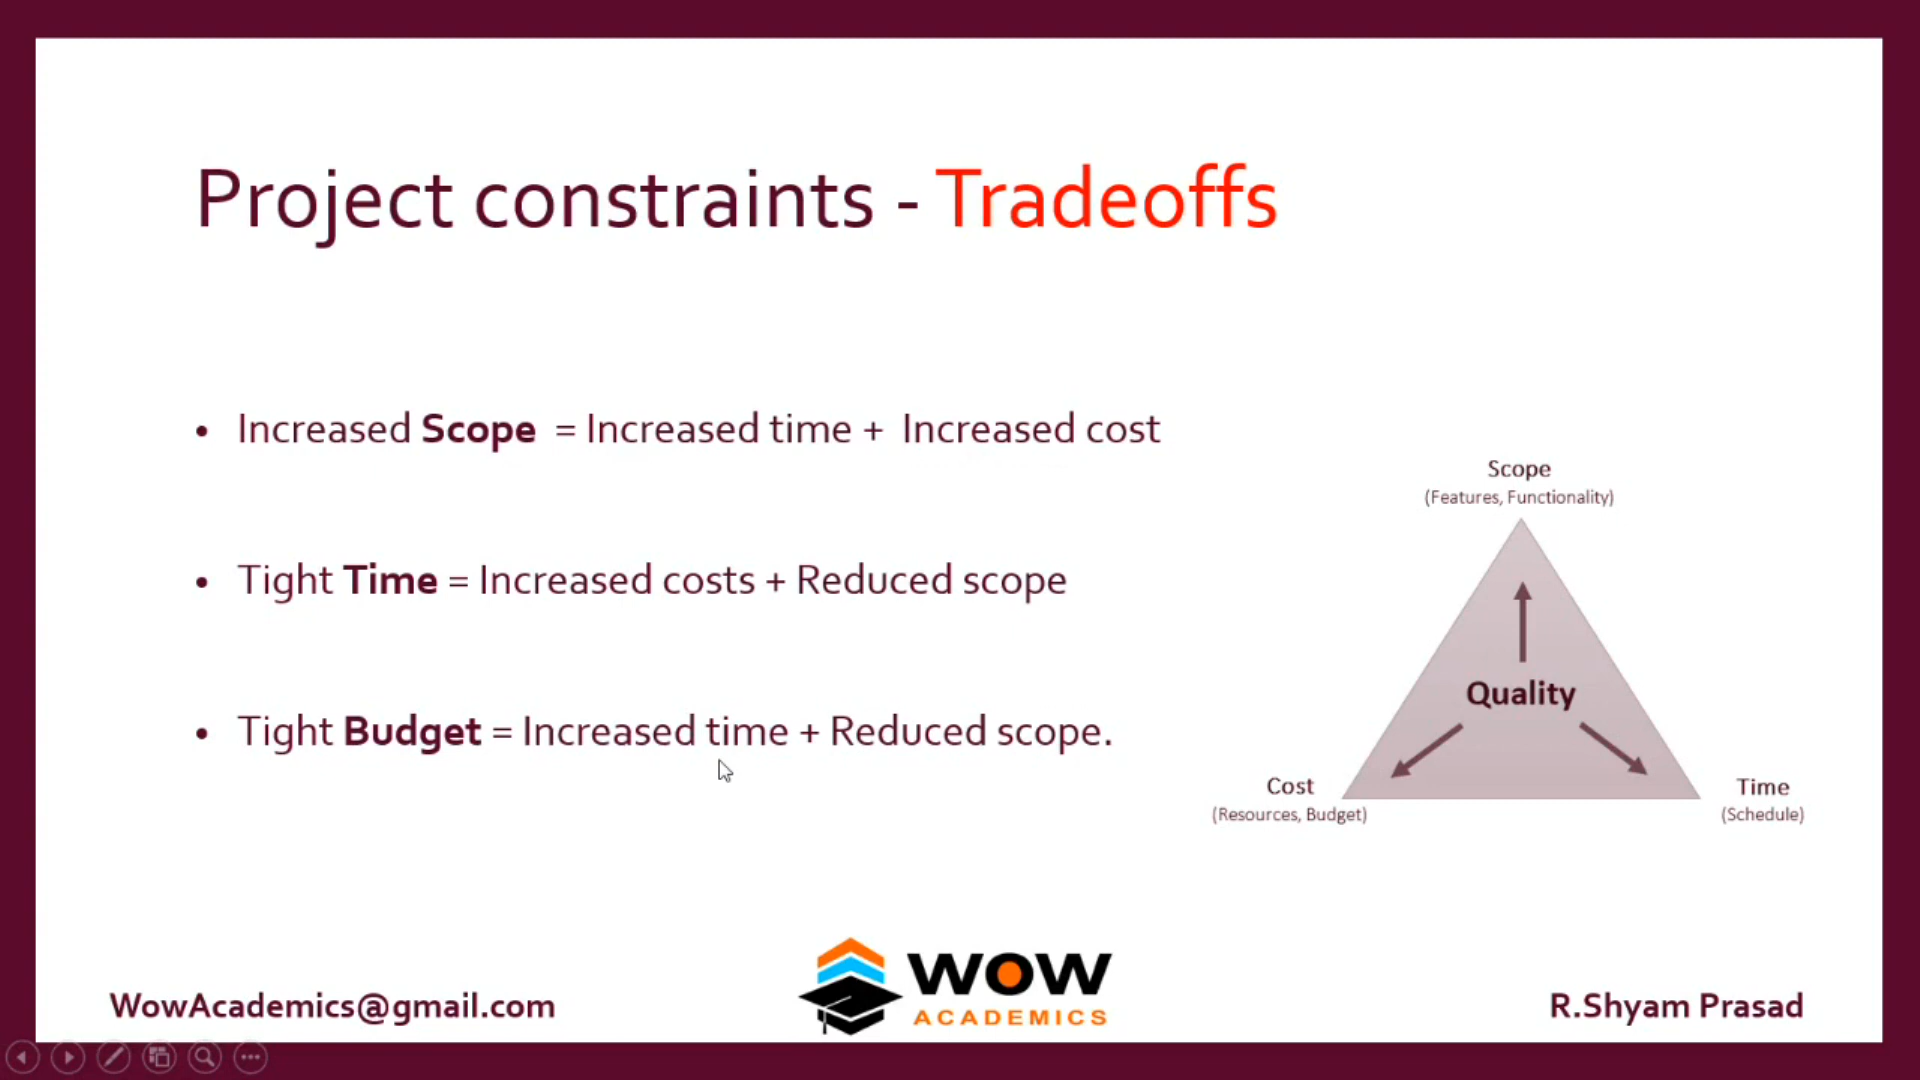 Project constraints - Tradeoffs
• Increased Scope = Increased time + Increased cost
• Tight Time = Increased costs + Reduced scope
• Tight Budget = Increased time + Reduced scope.
Scope
(Features, Functionality)
Quality
Cost
(Resources, Budget)
Time
(Schedule)
WowAcademics@gmail.com
WOW
ACADEMICS
R.Shyam Prasad